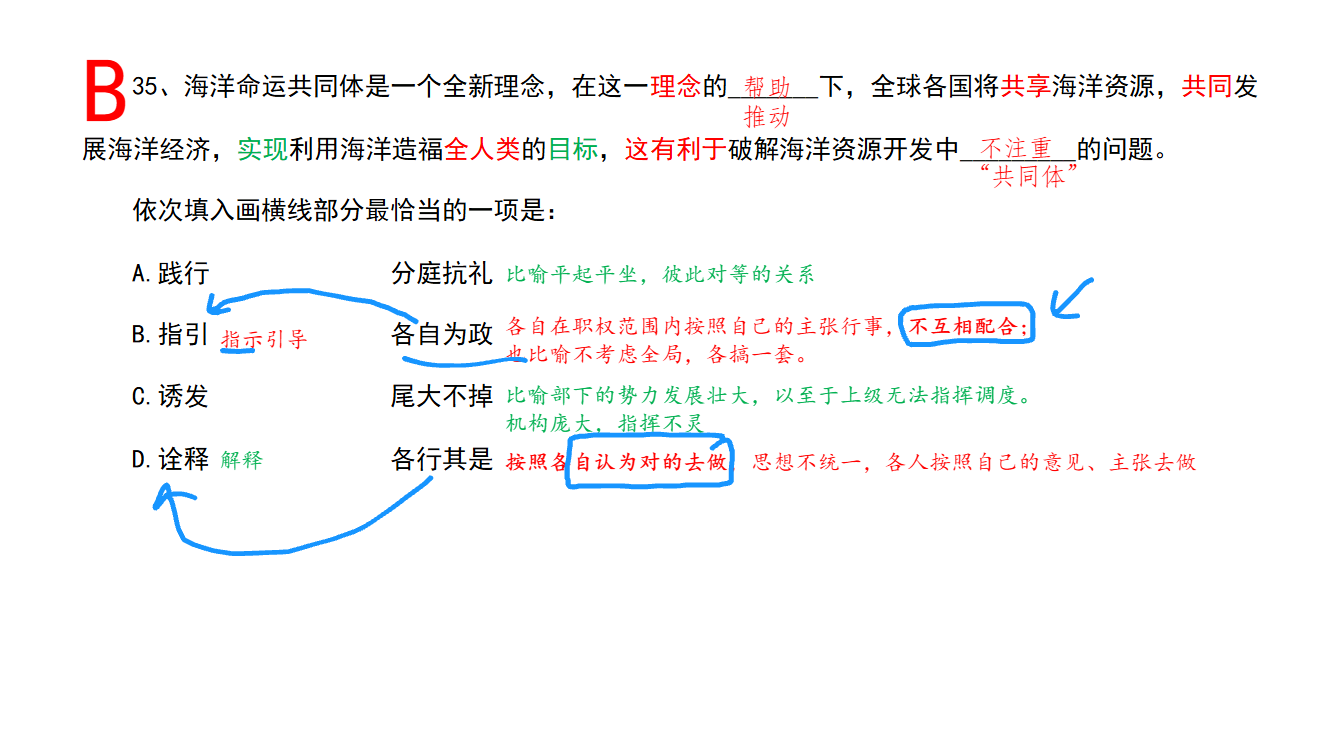 B 35、海洋命运共同体是一个全新理念，在这一理念的_帮助_下，全球各国将共享海洋资源，共同发
推动
展海洋经济，实现利用海洋造福全人类的目标，这有利于破解海洋资源开发中_不注重_的问题。
“共同体”
依次填入画横线部分最恰当的一项是：
A.践行 分庭抗礼 比喻平起平坐，彼此对等的关系
B.指引 指示引导 各自为政 各自在职权范围内按照自己的主张行事，不互相配合；
也比喻不考虑全局，各搞一套。
C.诱发 尾大不掉 比喻部下的势力发展壮大，以至于上级无法指挥调度。
机构庞大，指挥不灵
D.诠释 解释 各行其是 按照各自认为对的去做。思想不统一，各人按照自己的意见、主张去做